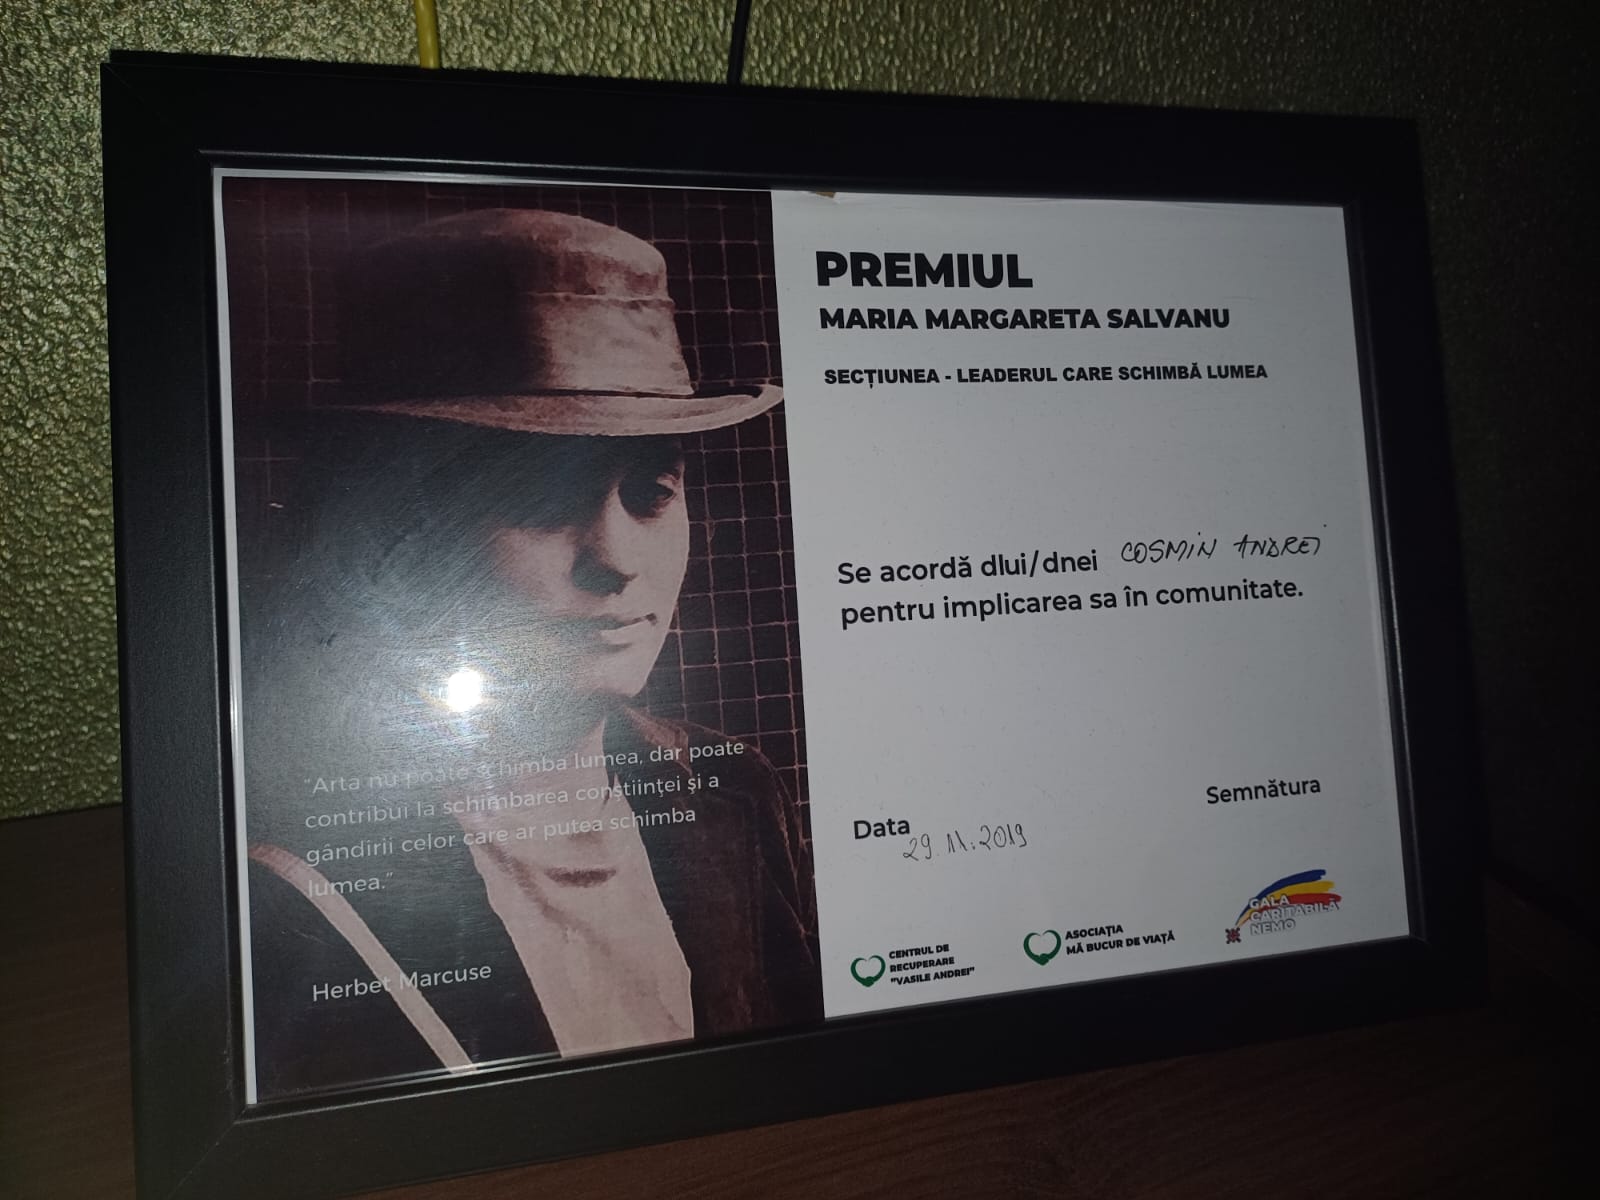 PREMIUL
MARIA MARGARETA SALVANU
SECȚIUNEA - LEADERUL CARE SCHIMBĂ LUMEA
Se acordă dlui/dnei COSMIN ANDREI
pentru implicarea sa în comunitate.
"Arta nu poate schimba lumea, dar poate
contribui la schimbarea conştiinţei şi a
gândirii celor care ar putea schimba
lumea."
Herbet Marcuse
Data
29.11.2019
Semnătura
CENTRUL DE
RECUPERARE
"VASILE ANDREI"
ASOCIAȚIA
MĂ BUCUR DE VIAȚĂ
GALA
CARITABILĂ
NEMO